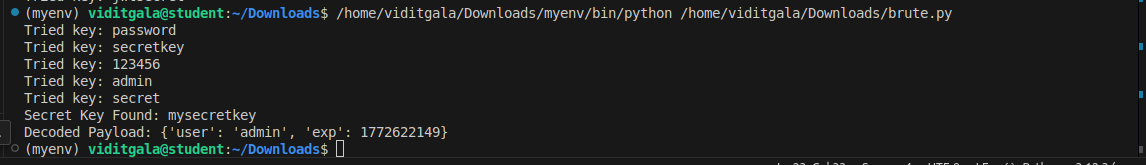 (myenv) viditgala@student:~/Downloads$ /home/viditgala/Downloads/myenv/bin/python /home/viditgala/Downloads/brute.py
Tried key: password
Tried key: secretkey
Tried key: 123456
Tried key: admin
Tried key: secret
Secret Key Found: mysecretkey
Decoded Payload: {'user': 'admin', 'exp': 1772622149}
(myenv) viditgala@student:~/Downloads$